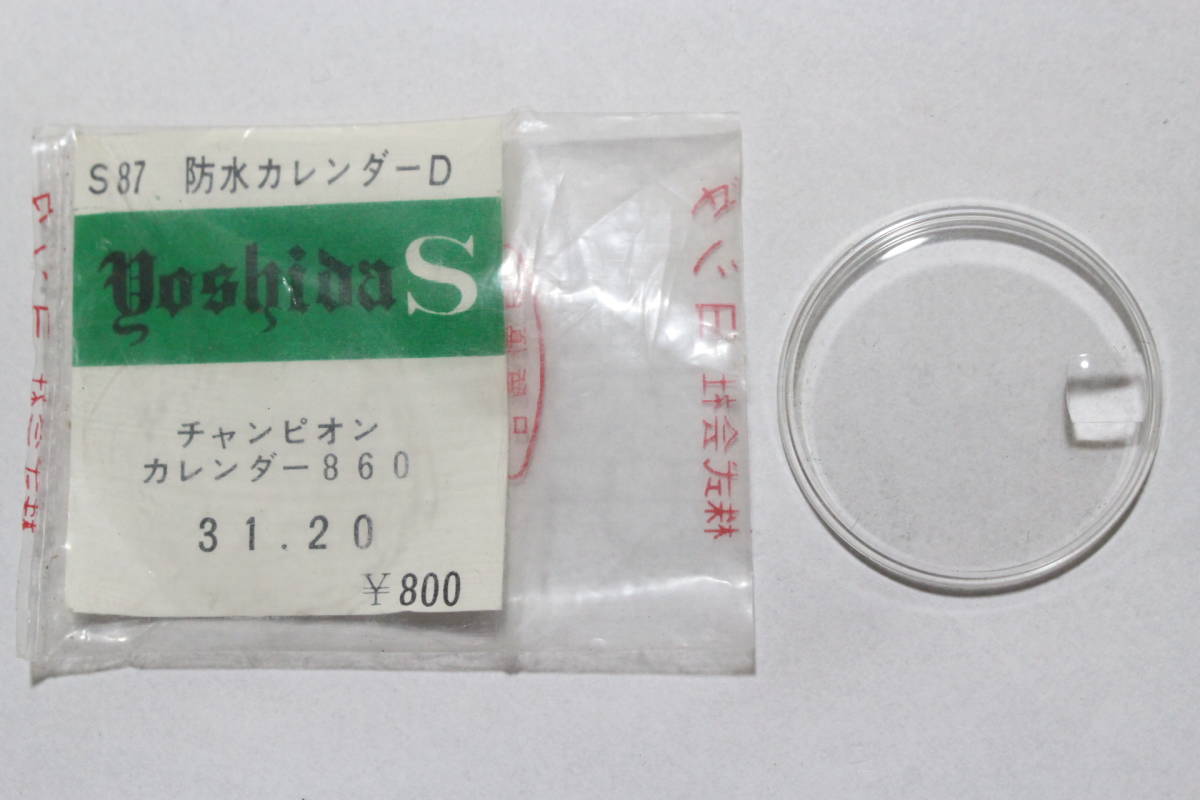 S87 防水カレンダーD
Yoshida S
チャンピオン
カレンダー860
31.20
¥800